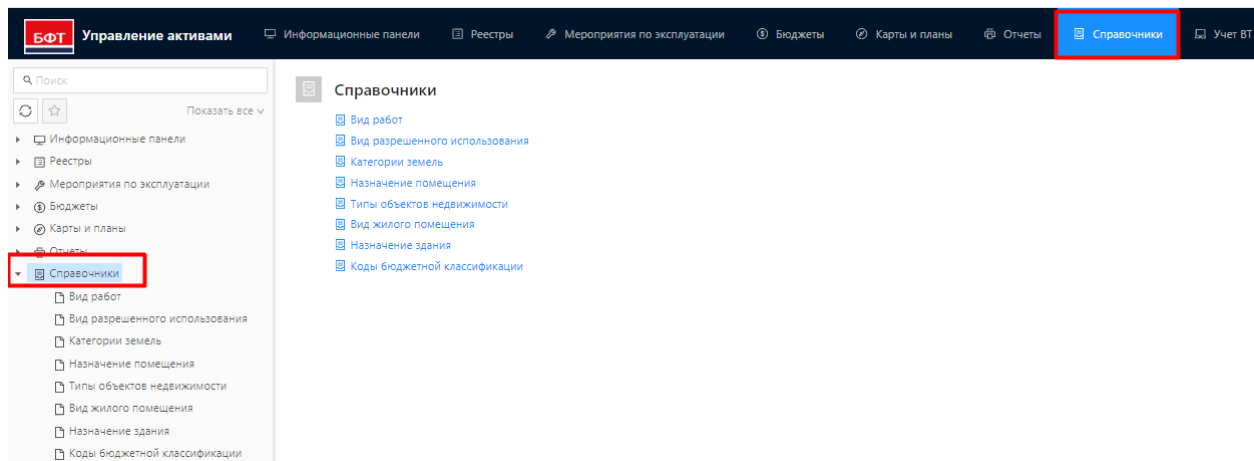 БФТ Управление активами Информационные панели Реестры Мероприятия по эксплуатации Бюджеты Карты и планы Отчеты Справочники Учет ВТ
Поиск
Показать все
Информационные панели
Реестры
Мероприятия по эксплуатации
Бюджеты
Карты и планы
Отчеты
Справочники
Вид работ
Вид разрешенного использования
Категории земель
Назначение помещения
Типы объектов недвижимости
Вид жилого помещения
Назначение здания
Коды бюджетной классификации
Справочники
Вид работ
Вид разрешенного использования
Категории земель
Назначение помещения
Типы объектов недвижимости
Вид жилого помещения
Назначение здания
Коды бюджетной классификации